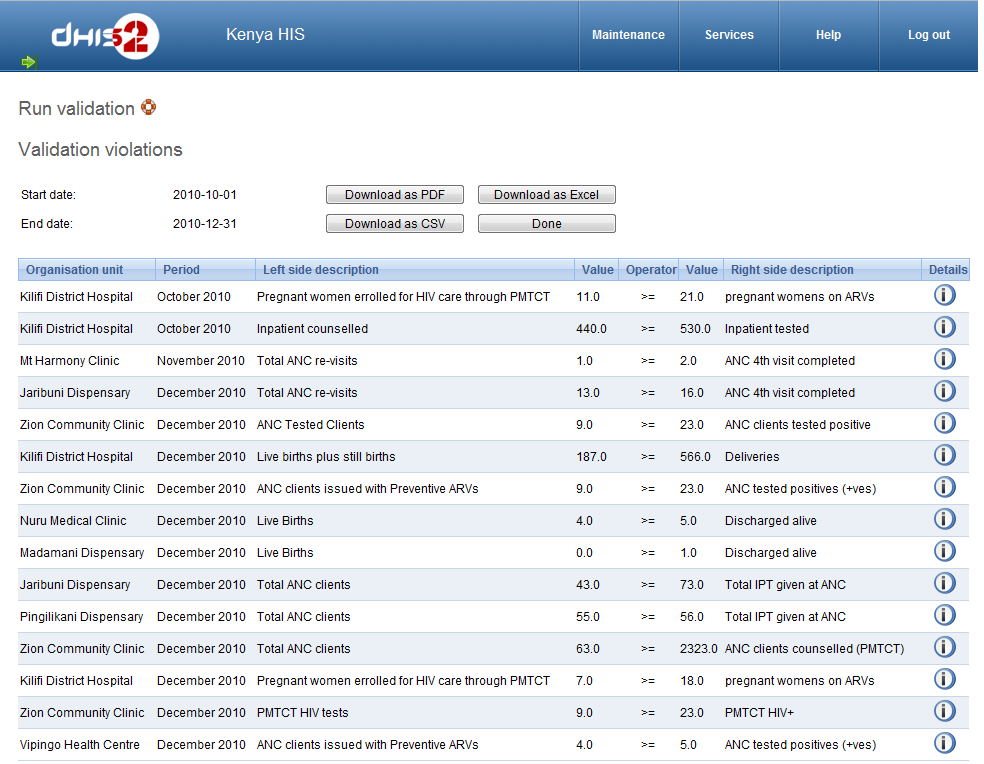 dhis2
Kenya HIS
Maintenance Services Help Log out
Run validation
Validation violations
Start date: 2010-10-01 Download as PDF Download as Excel
End date: 2010-12-31 Download as CSV Done
Organisation unit Period Left side description Value Operator Value Right side description Details
Kilifi District Hospital October 2010 Pregnant women errolled for HIV care through PMTCT 11.0 >= 21.0 pregnant womens on ARVs
Kilifi District Hospital October 2010 Inpatient counselled 440.0 >= 530.0 Inpatient tested
Mt Harmony Clinic November 2010 Total ANC re-visits 1.0 >= 2.0 ANC 4th visit completed
Jaribuni Dispensary December 2010 Total ANC re-visits 13.0 >= 16.0 ANC 4th visit completed
Zion Community Clinic December 2010 ANC Tested Clients 9.0 >= 23.0 ANC clients tested positive
Kilifi District Hospital December 2010 Live births plus still births 187.0 >= 566.0 Deliveries
Zion Community Clinic December 2010 ANC clients issued with Preventive ARVs 9.0 >= 23.0 ANC tested positives (+ves)
Nuru Medical Clinic December 2010 Live Births 4.0 >= 5.0 Discharged alive
Madamani Dispensary December 2010 Live Births 0.0 >= 1.0 Discharged alive
Jaribuni Dispensary December 2010 Total ANC clients 43.0 >= 73.0 Total IPT given at ANC
Pingilikani Dispensary December 2010 Total ANC clients 55.0 >= 56.0 Total IPT given at ANC
Zion Community Clinic December 2010 Total ANC clients 63.0 >= 2323.0 ANC clients counselled (PMTCT)
Kilifi District Hospital December 2010 Pregnant women errolled for HIV care through PMTCT 7.0 >= 18.0 pregnant womens on ARVs
Zion Community Clinic December 2010 PMTCT HIV tests 9.0 >= 23.0 PMTCT HIV+
Vipingo Health Centre December 2010 ANC clients issued with Preventive ARVs 4.0 >= 5.0 ANC tested positives (+ves)